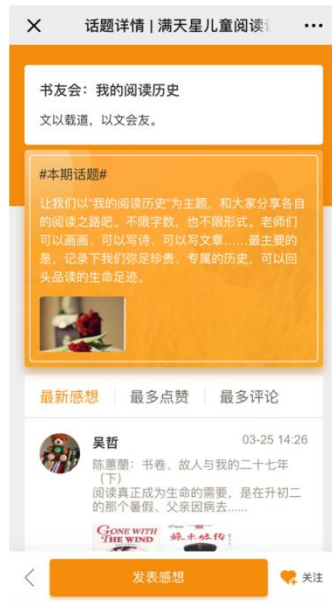 话题详情 | 满天星儿童阅读
书友会：我的阅读历史
文以载道，以文会友。
#本期话题#
让我们以“我的阅读历史”为主题，和大家分享各自
的阅读之路吧。不限字数，也不限形式。老师们
可以画画、可以写诗、可以写文章……最主要的
是，记录下我们弥足珍贵、专属的历史，可以回
头品读的生命足迹。
最新感想
最多点赞
最多评论
吴哲
03-25 14:26
陈蕙蘭：书卷、故人与我的二十七年
（下）
阅读真正成为生命的需要，是在升初二
的那个暑假、父亲因病去……
GONE WITH
THE WIND
蘇東坡传
发表感想
关注